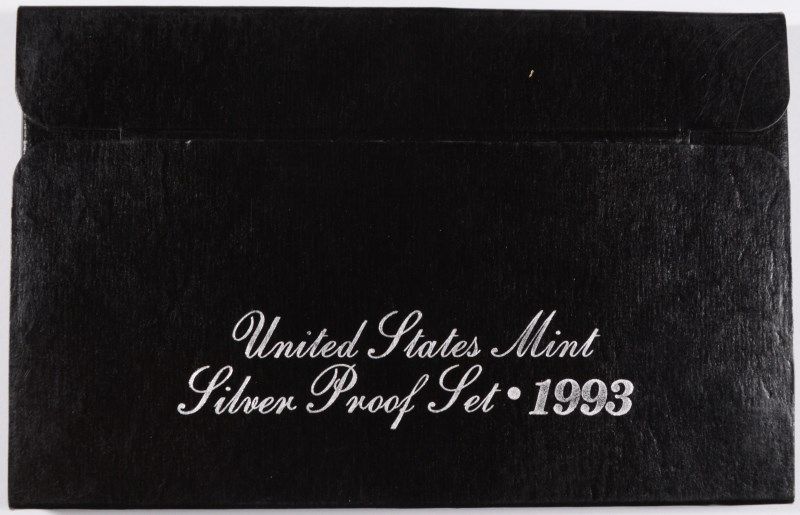 United States Mint
Silver Proof Set • 1993